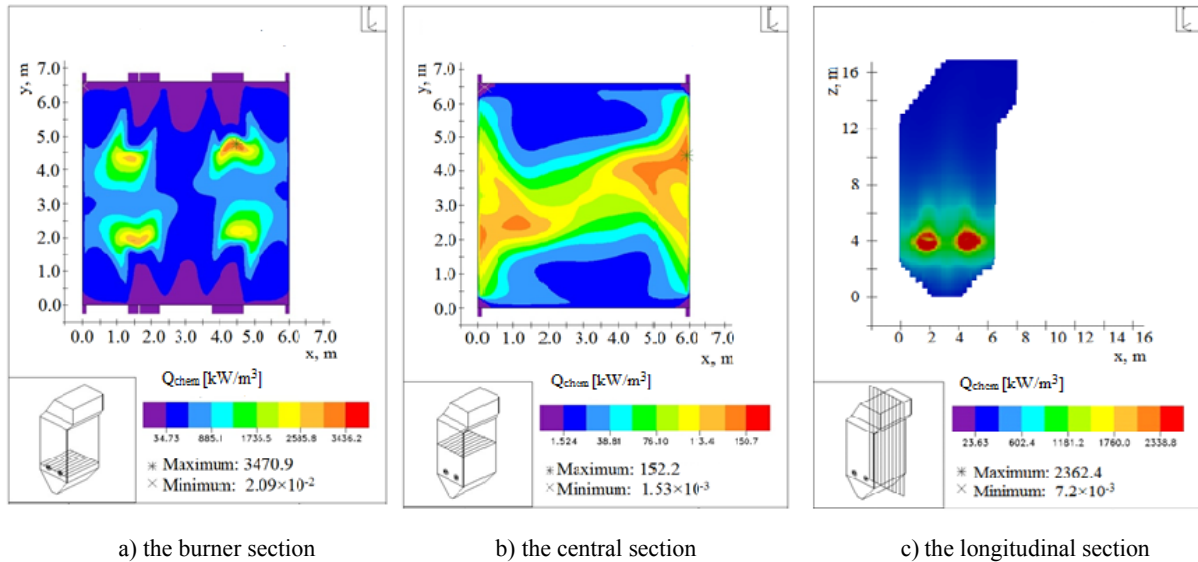 y, m
7.0
6.0
5.0
4.0
3.0
2.0
1.0
0.0
0.0 1.0 2.0 3.0 4.0 5.0 6.0 7.0
x, m
Qchem [kW/m³]
34.73 885.1 1735.5 2585.8 3436.2
* Maximum: 3470.9
× Minimum: 2.09×10⁻²
a) the burner section
y, m
7.0
6.0
5.0
4.0
3.0
2.0
1.0
0.0
0.0 1.0 2.0 3.0 4.0 5.0 6.0 7.0
x, m
Qchem [kW/m³]
1.524 38.81 76.10 13.4 150.7
* Maximum: 152.2
× Minimum: 1.53×10⁻³
b) the central section
z, m
16
12
8
4
0
0 2 4 6 8 10 12 14 16
x, m
Qchem [kW/m³]
23.63 602.4 1181.2 1760.0 2338.8
* Maximum: 2362.4
× Minimum: 7.2×10⁻³
c) the longitudinal section